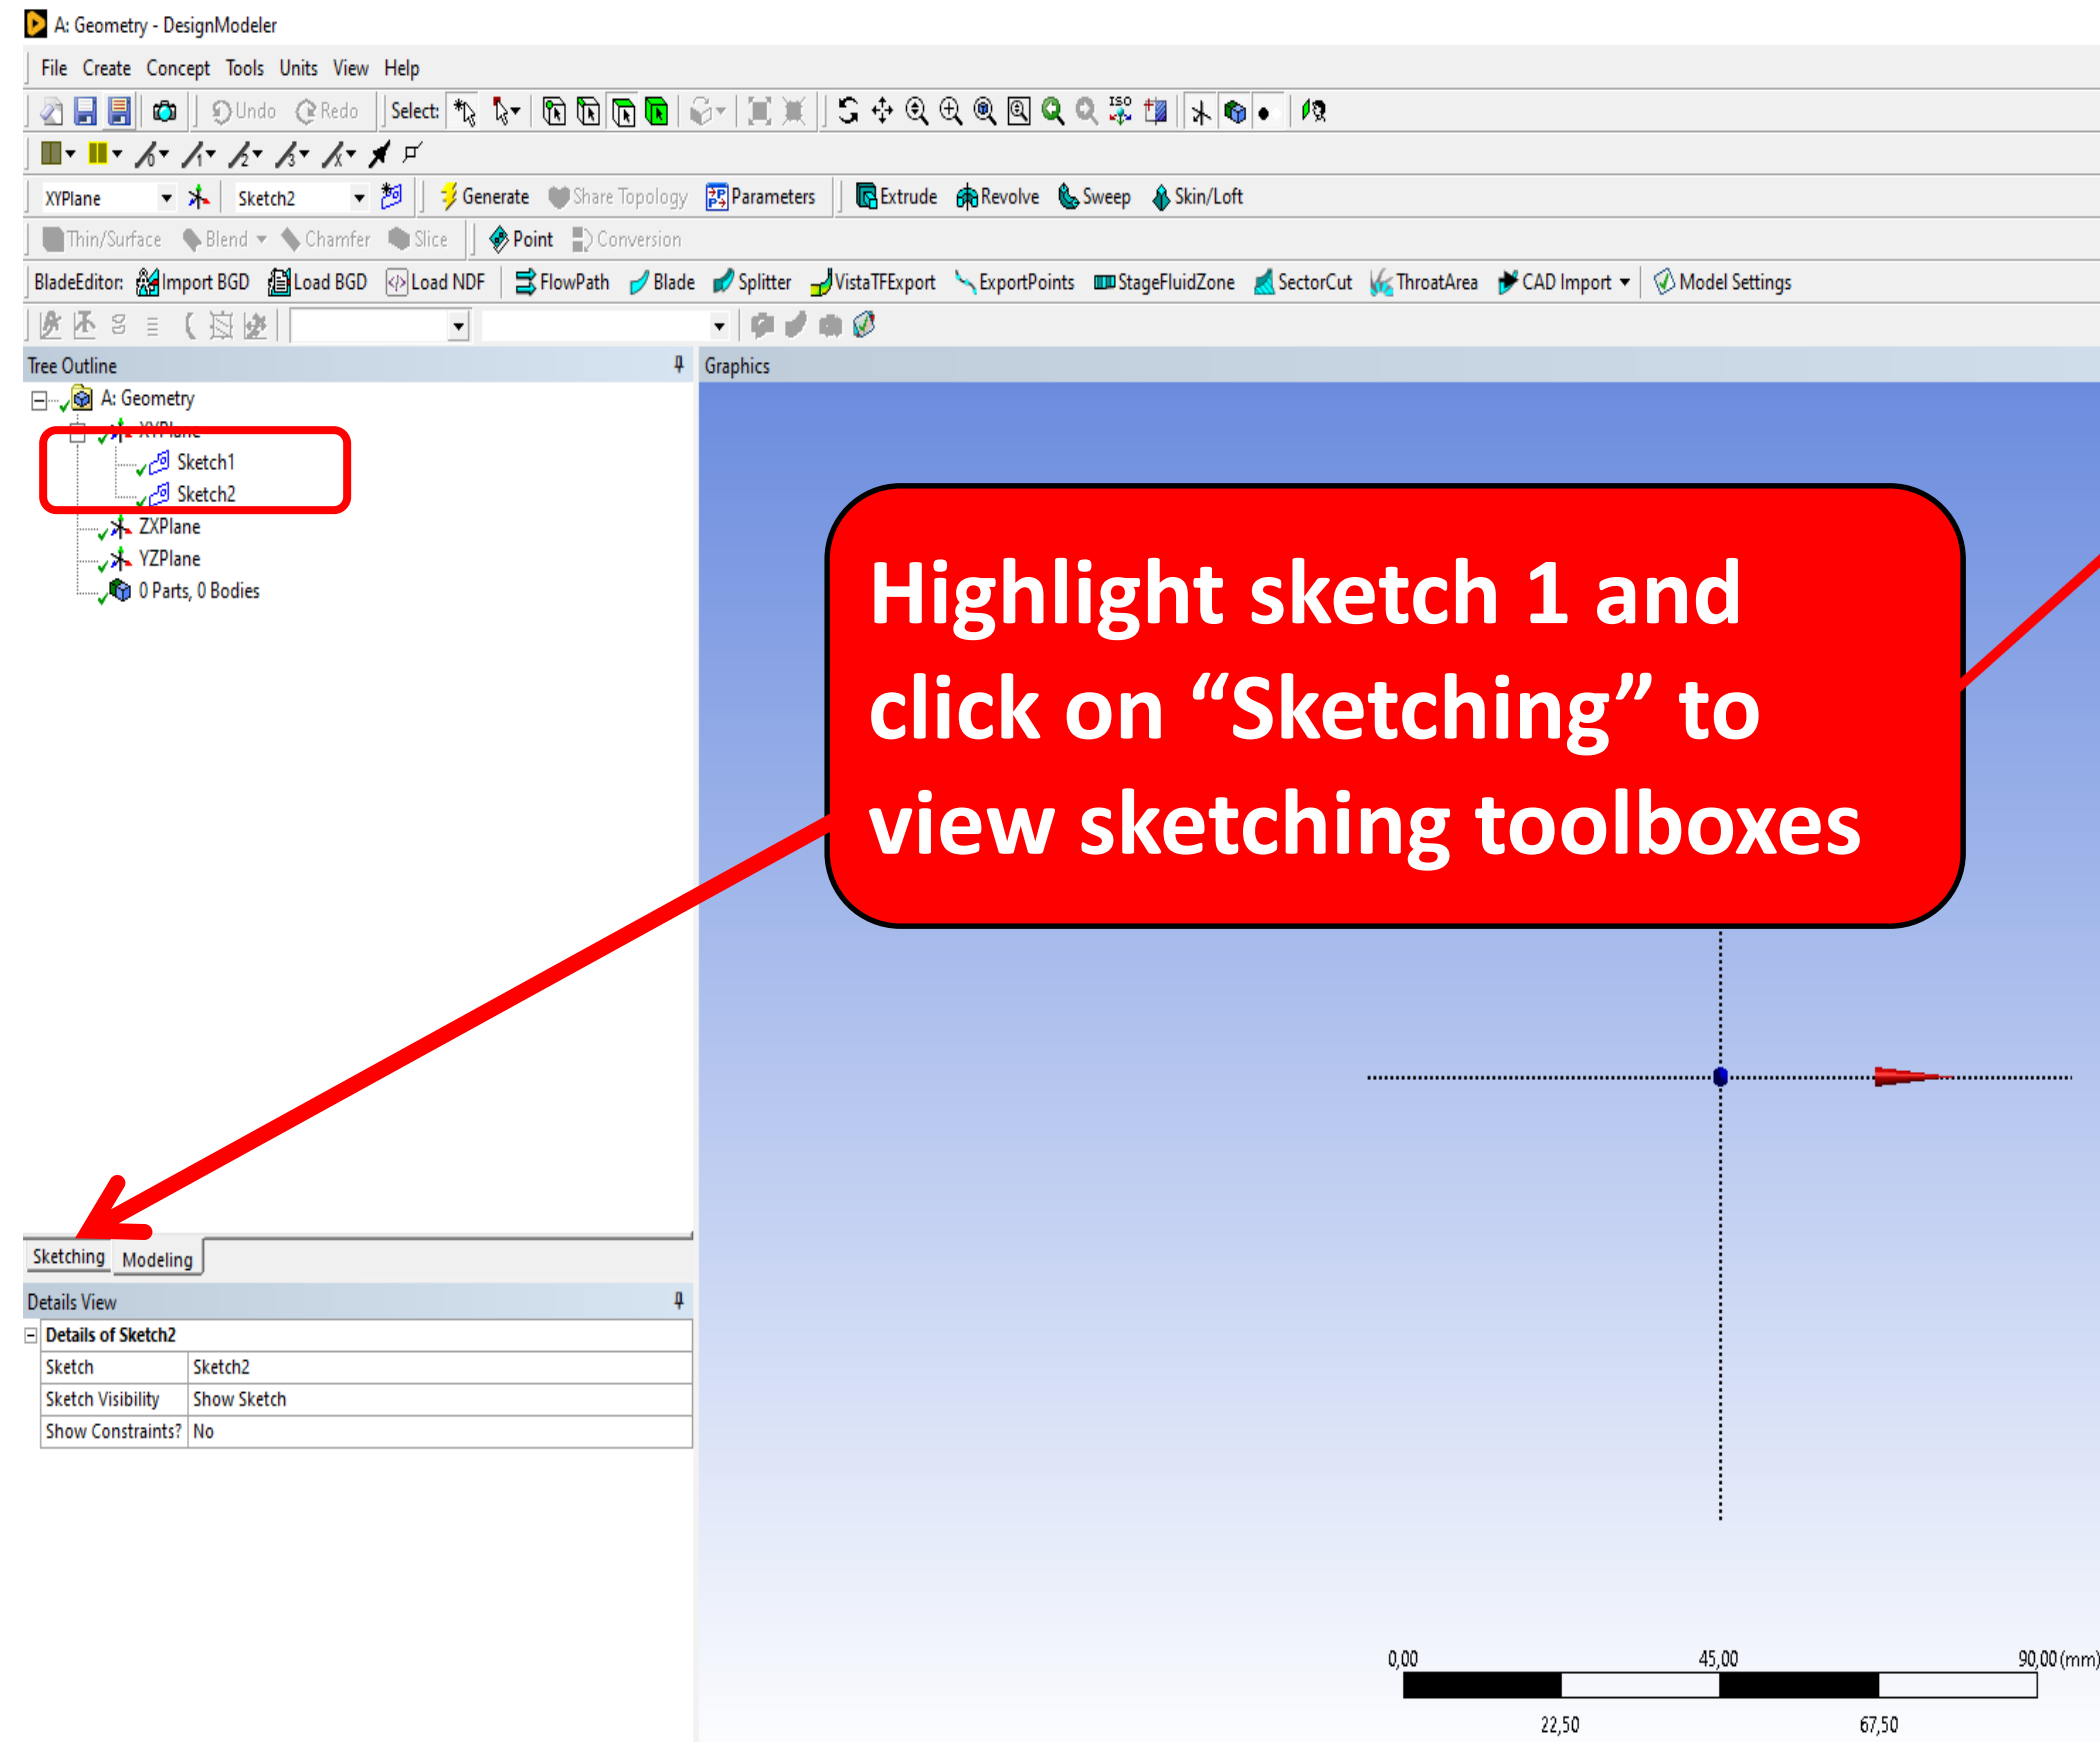 A: Geometry - DesignModeler
File Create Concept Tools Units View Help
Undo Redo Select: ISO
XYPlane Sketch2 Generate Share Topology Parameters Extrude Revolve Sweep Skin/Loft
Thin/Surface Blend Chamfer Slice Point Conversion
BladeEditor: Import BGD Load BGD Load NDF FlowPath Blade Splitter VistaTFExport ExportPoints StageFluidZone SectorCut ThroatArea CAD Import Model Settings
Tree Outline
Graphics
A: Geometry
XYPlane
Sketch1
Sketch2
ZXPlane
YZPlane
0 Parts, 0 Bodies
Highlight sketch 1 and
click on “Sketching” to
view sketching toolboxes
Sketching Modeling
Details View
Details of Sketch2
Sketch Sketch2
Sketch Visibility Show Sketch
Show Constraints? No
0,00 45,00 90,00 (mm)
22,50 67,50